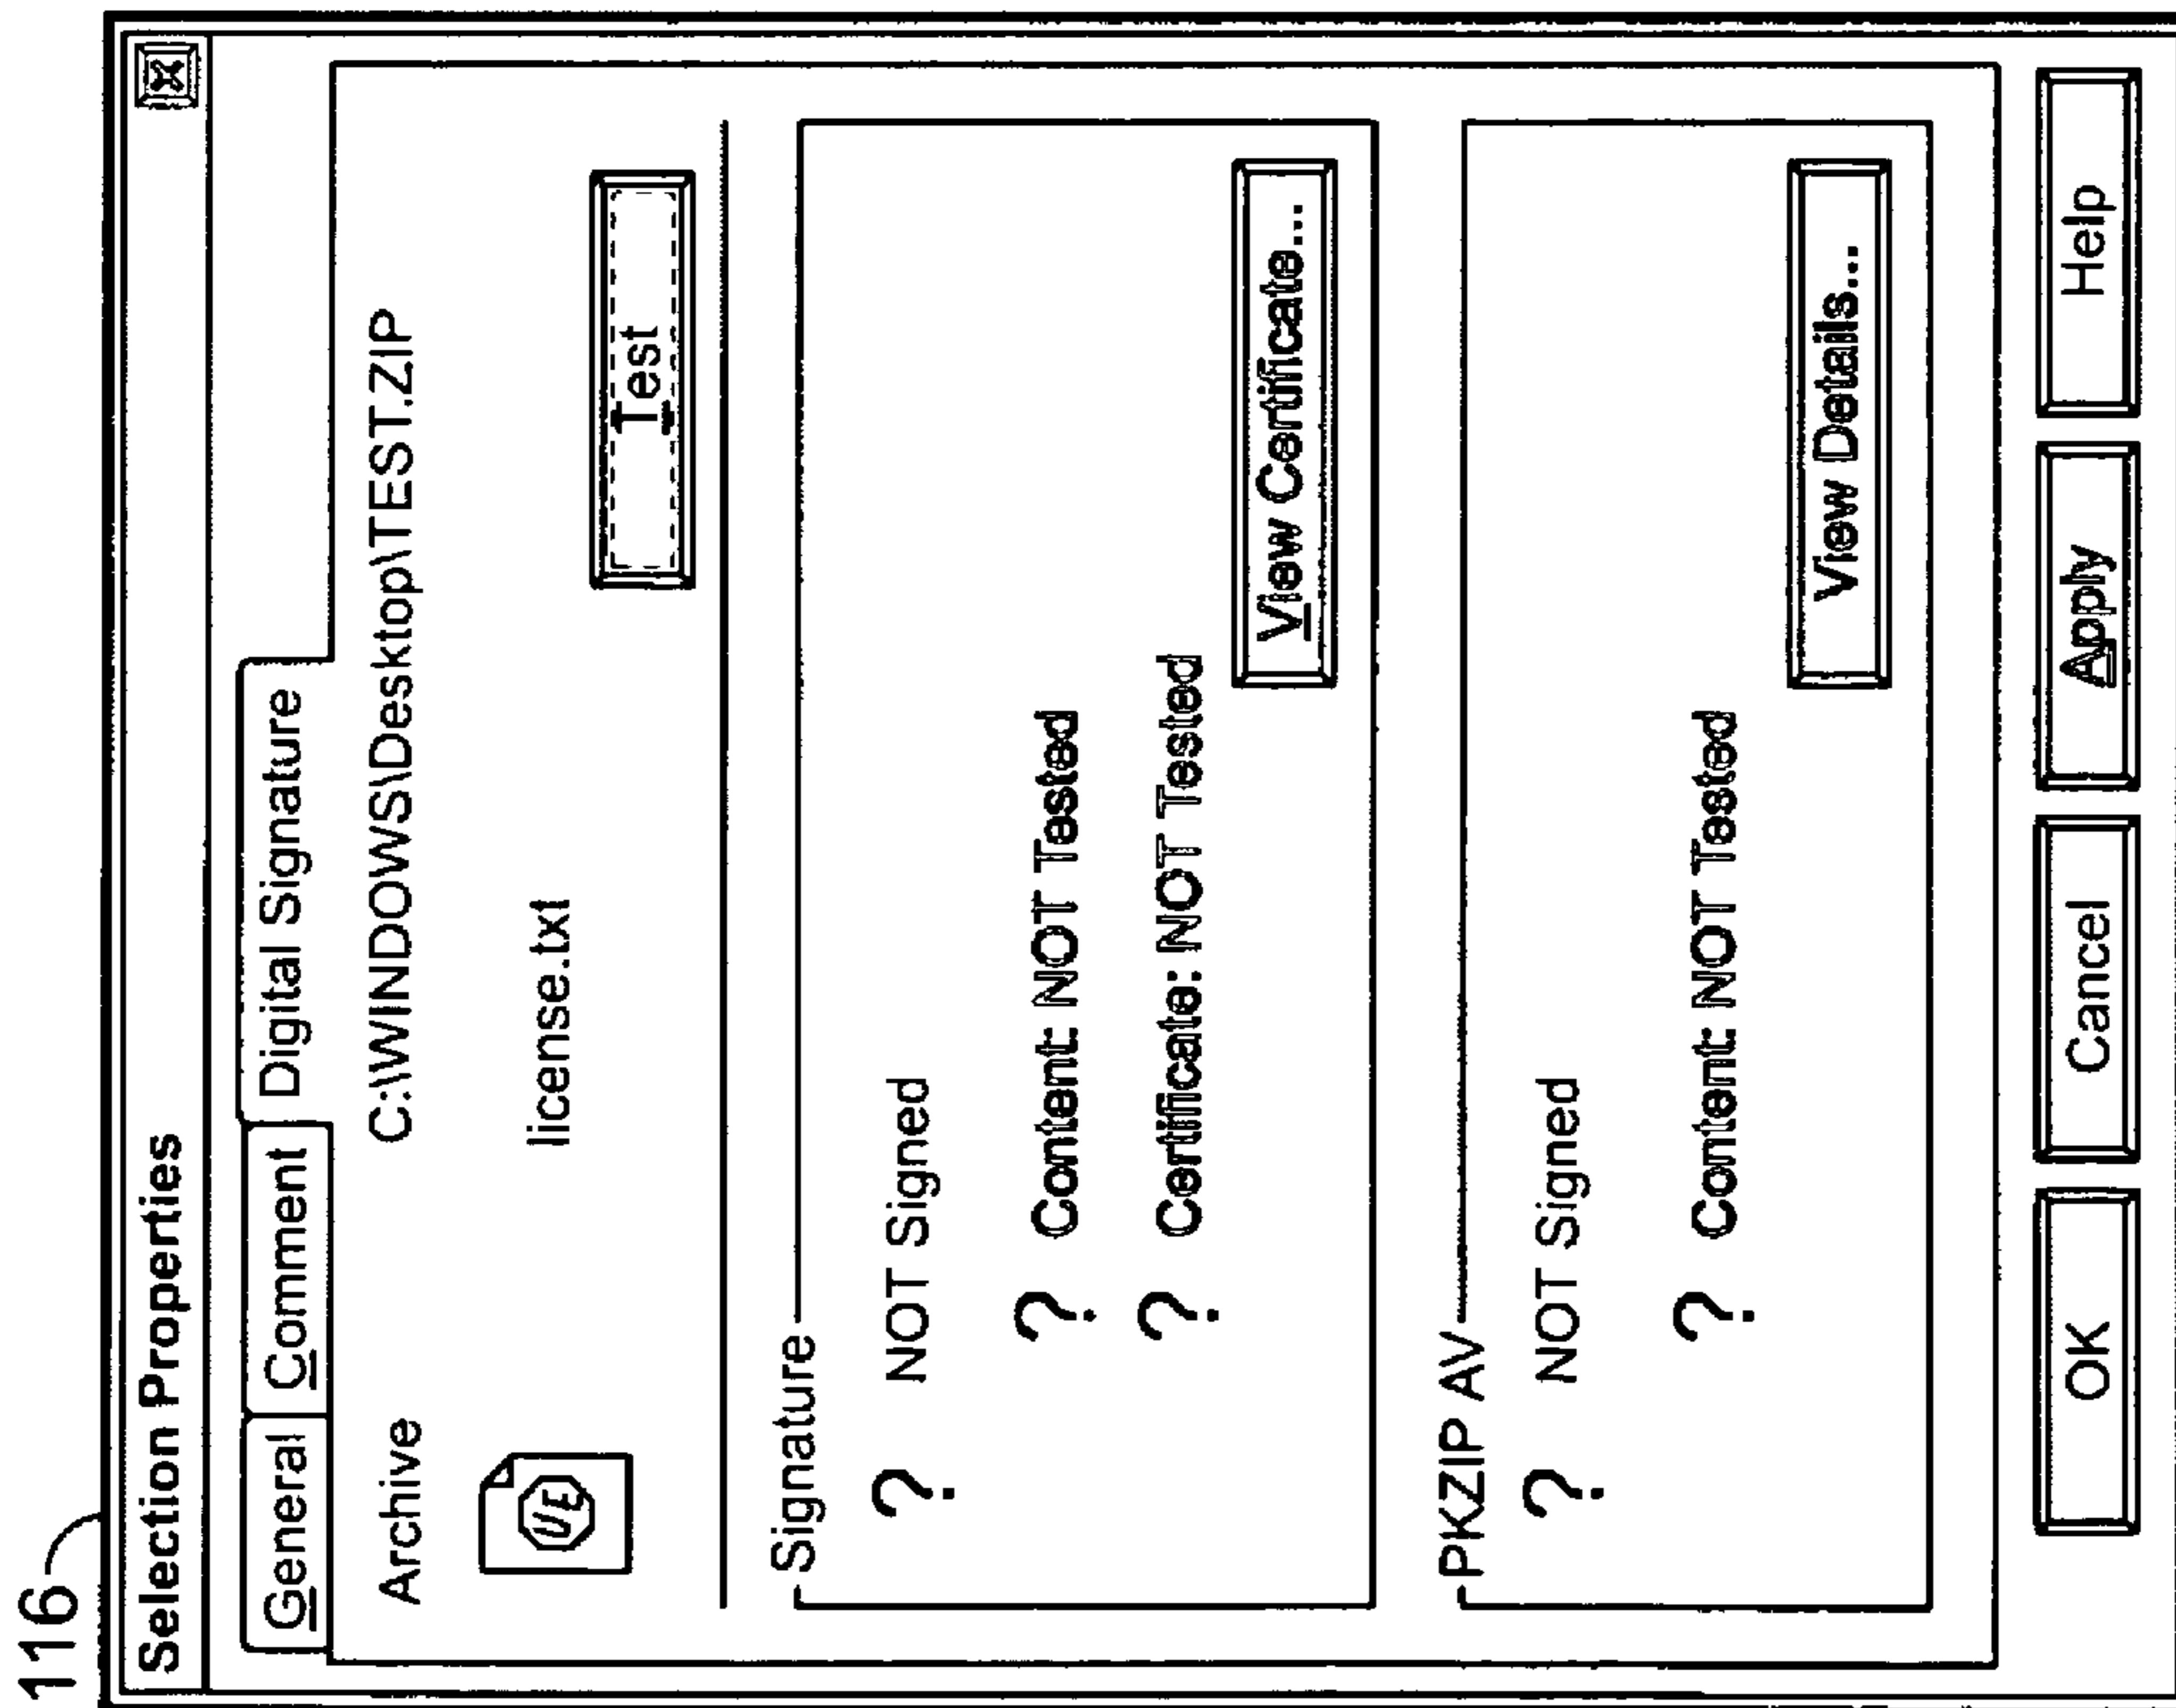 116
Selection Properties
General Comment Digital Signature
Archive C:\WINDOWS\Desktop\TEST.ZIP
license.txt
Test
Signature
? NOT Signed
? Content: NOT Tested
? Certificate: NOT Tested
View Certificate...
PKZIP AV
? NOT Signed
? Content: NOT Tested
View Details...
OK Cancel Apply Help